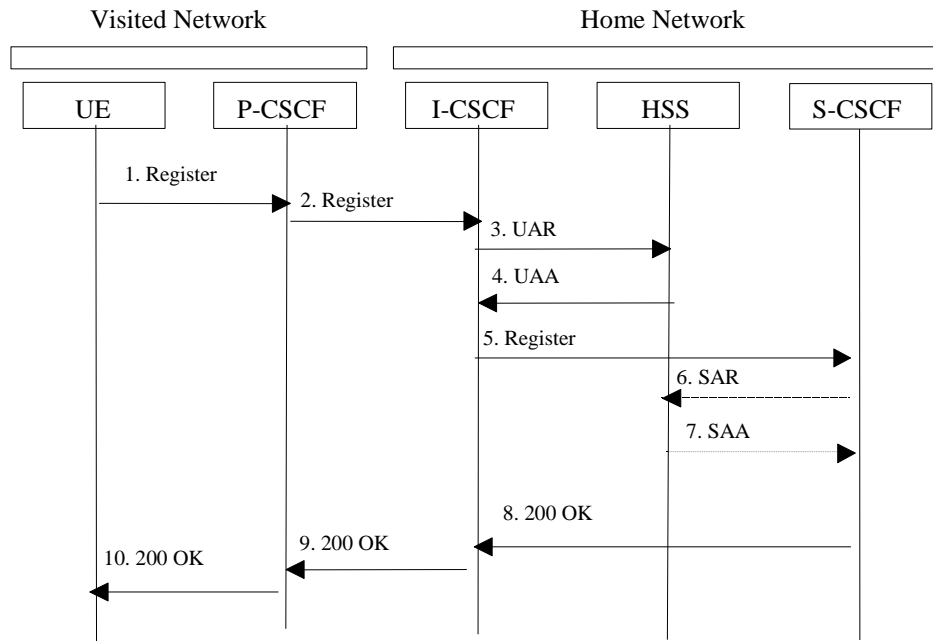 Visited Network
Home Network
UE
P-CSCF
I-CSCF
HSS
S-CSCF
1. Register
2. Register
3. UAR
4. UAA
5. Register
6. SAR
7. SAA
8. 200 OK
9. 200 OK
10. 200 OK